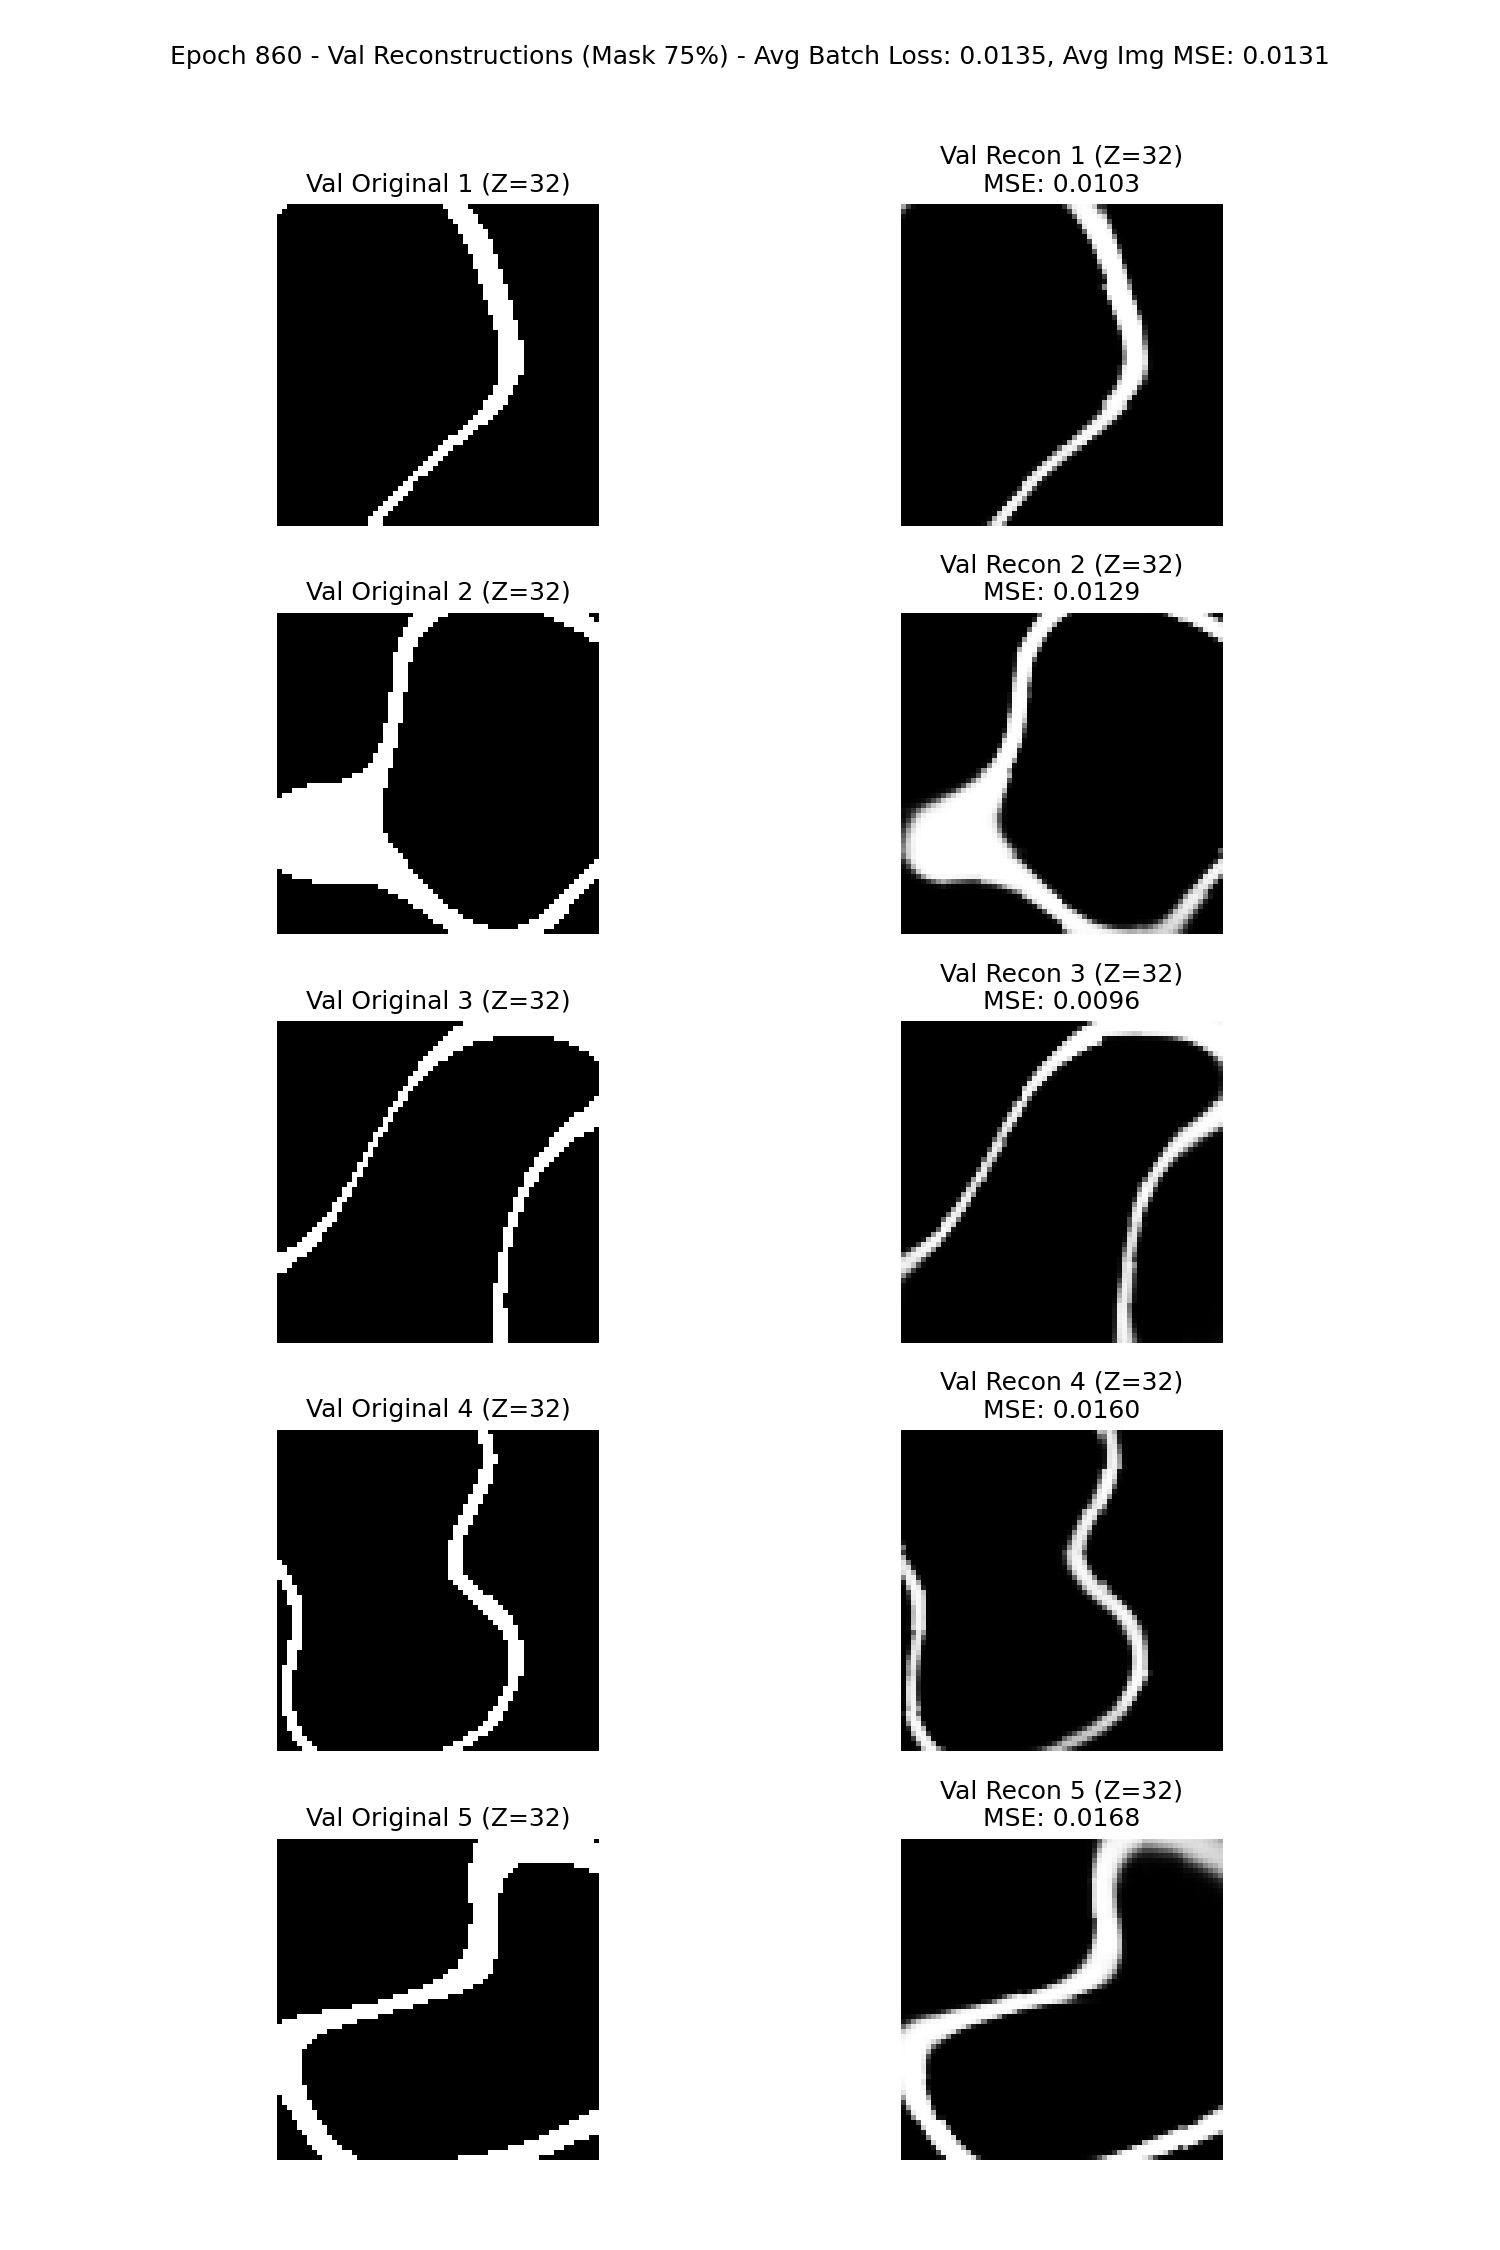 Epoch 860 - Val Reconstructions (Mask 75%) - Avg Batch Loss: 0.0135, Avg Img MSE: 0.0131
Val Original 1 (Z=32)
Val Recon 1 (Z=32)
MSE: 0.0103
Val Original 2 (Z=32)
Val Recon 2 (Z=32)
MSE: 0.0129
Val Original 3 (Z=32)
Val Recon 3 (Z=32)
MSE: 0.0096
Val Original 4 (Z=32)
Val Recon 4 (Z=32)
MSE: 0.0160
Val Original 5 (Z=32)
Val Recon 5 (Z=32)
MSE: 0.0168